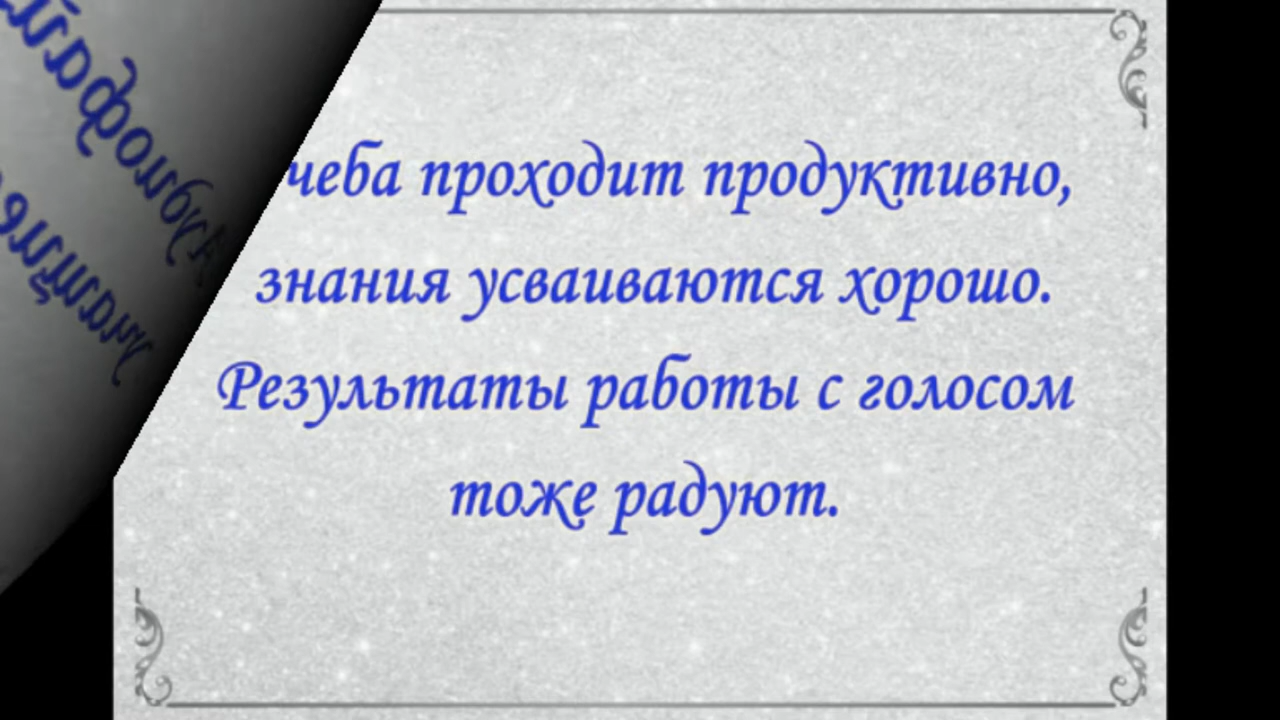 чеба проходит продуктивно,
знания усваиваются хорошо.
Результаты работы с голосом
тоже радуют.